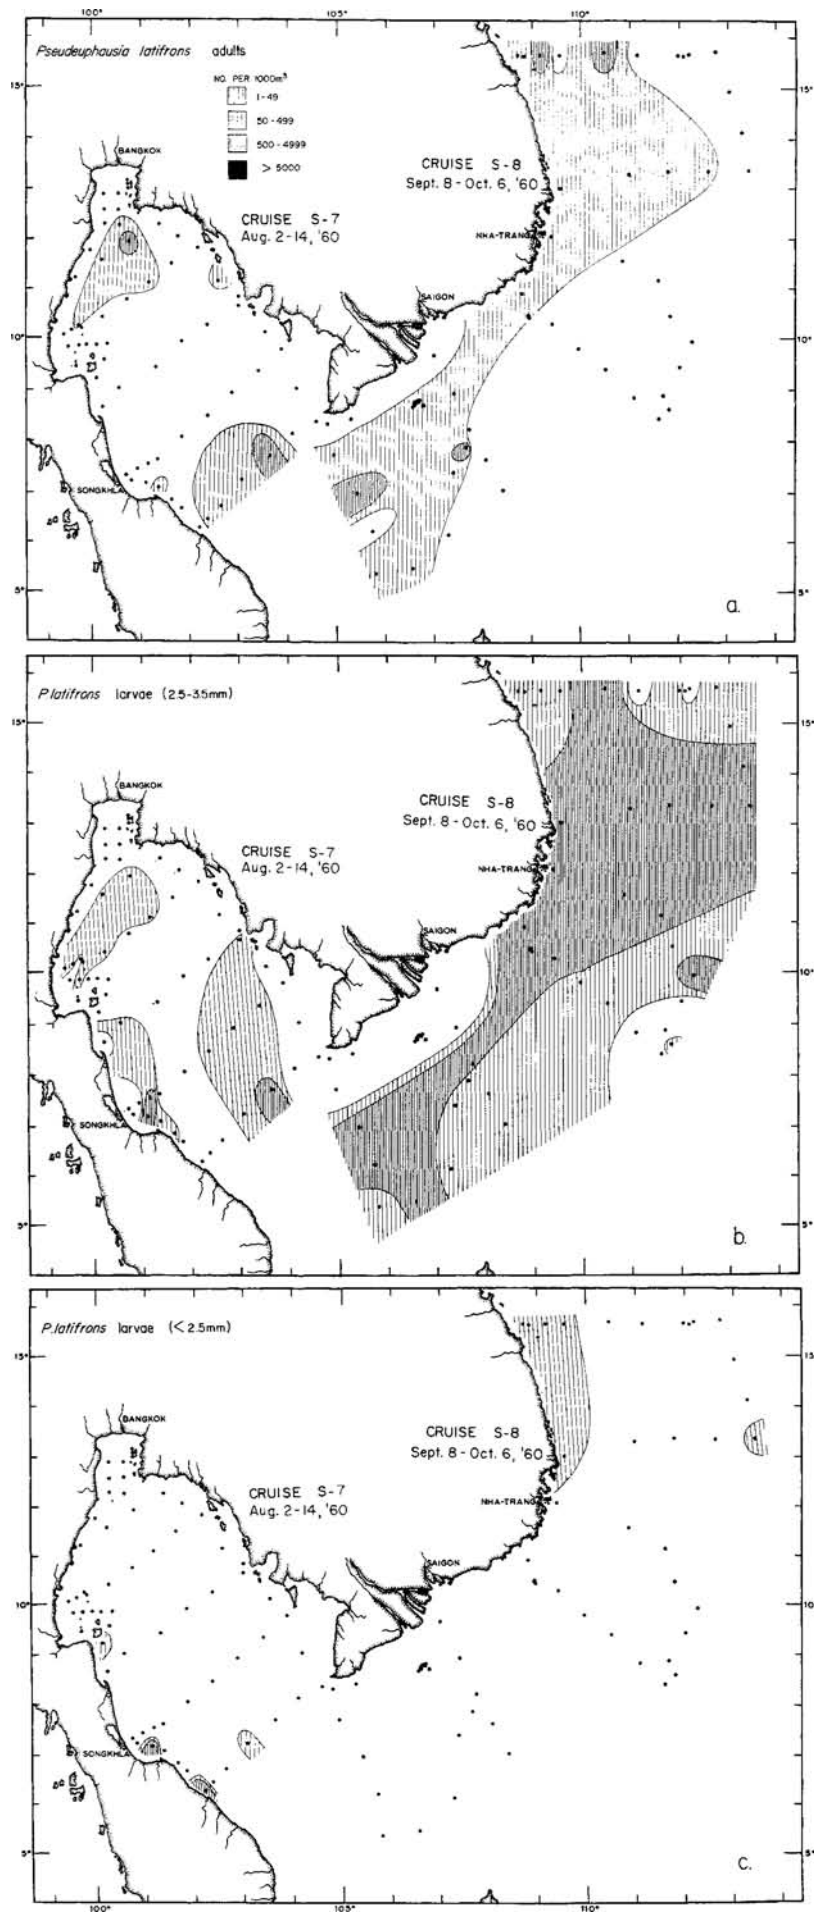 100°
105°
110°
Pseudeuphausia latifrons adults
NO. PER 1000m³
1-49
50-499
500-4999
> 5000
15°
15°
BANGKOK
CRUISE S-8
Sept. 8-Oct. 6, '60
CRUISE S-7
Aug. 2-14, '60
NHA-TRANG
SAIGON
10°
10°
SONGKHLA
5°
5°
a.
P.latifrons larvae (2.5-3.5mm)
15°
15°
BANGKOK
CRUISE S-8
Sept. 8-Oct. 6, '60
CRUISE S-7
Aug. 2-14, '60
NHA-TRANG
SAIGON
10°
10°
SONGKHLA
5°
5°
b.
P.latifrons larvae (<2.5mm)
15°
15°
BANGKOK
CRUISE S-8
Sept. 8-Oct. 6, '60
CRUISE S-7
Aug. 2-14, '60
NHA-TRANG
SAIGON
10°
10°
SONGKHLA
5°
5°
c.
100°
105°
110°